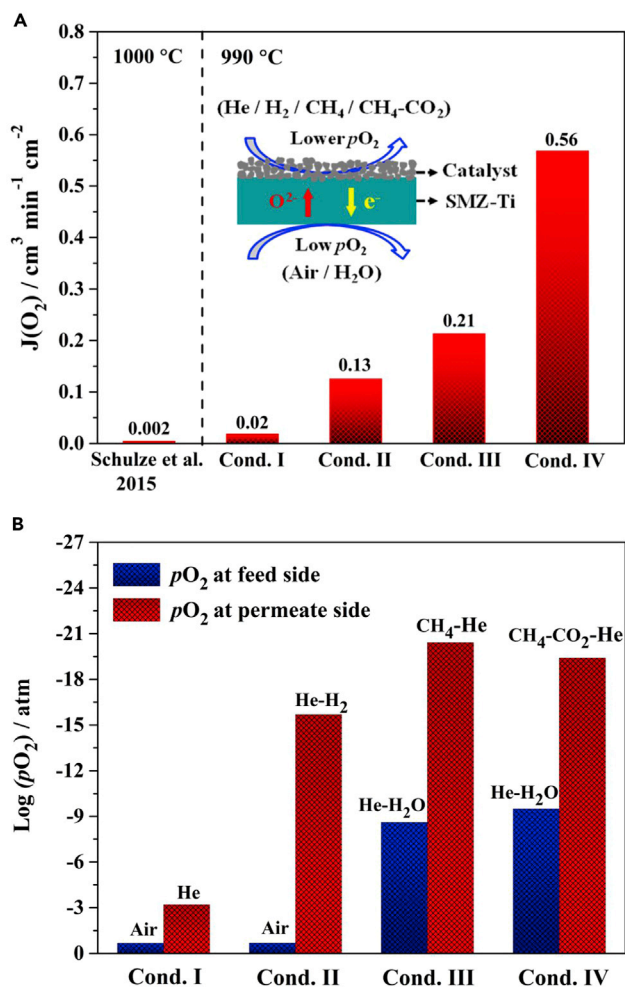 A
0.8
0.7
0.6
0.5
0.4
0.3
0.2
0.1
0.0
J(O₂) / cm³ min⁻¹ cm⁻²
1000 °C
990 °C
(He / H₂ / CH₄ / CH₄-CO₂)
Lower pO₂
Catalyst
O²⁻
e⁻
SMZ-Ti
Low pO₂
(Air / H₂O)
0.002
0.02
0.13
0.21
0.56
Schulze et al.
2015
Cond. I
Cond. II
Cond. III
Cond. IV
B
-27
-24
-21
-18
-15
-12
-9
-6
-3
0
Log (pO₂) / atm
pO₂ at feed side
pO₂ at permeate side
Air
He
Air
He-H₂
He-H₂O
CH₄-He
He-H₂O
CH₄-CO₂-He
Cond. I
Cond. II
Cond. III
Cond. IV